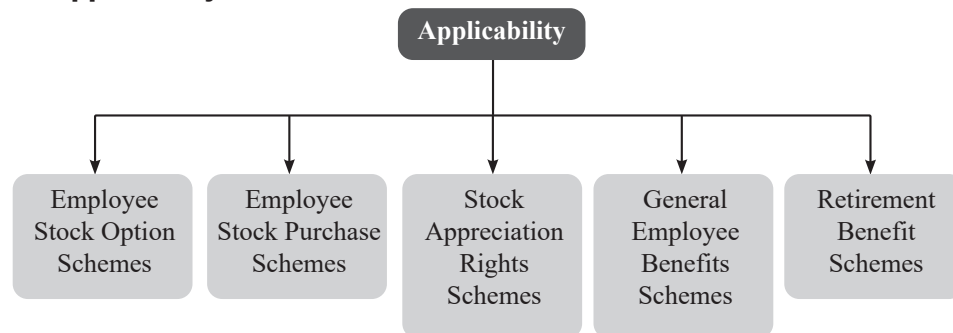 Applicability
Employee
Stock Option
Schemes
Employee
Stock Purchase
Schemes
Stock
Appreciation
Rights
Schemes
General
Employee
Benefits
Schemes
Retirement
Benefit
Schemes